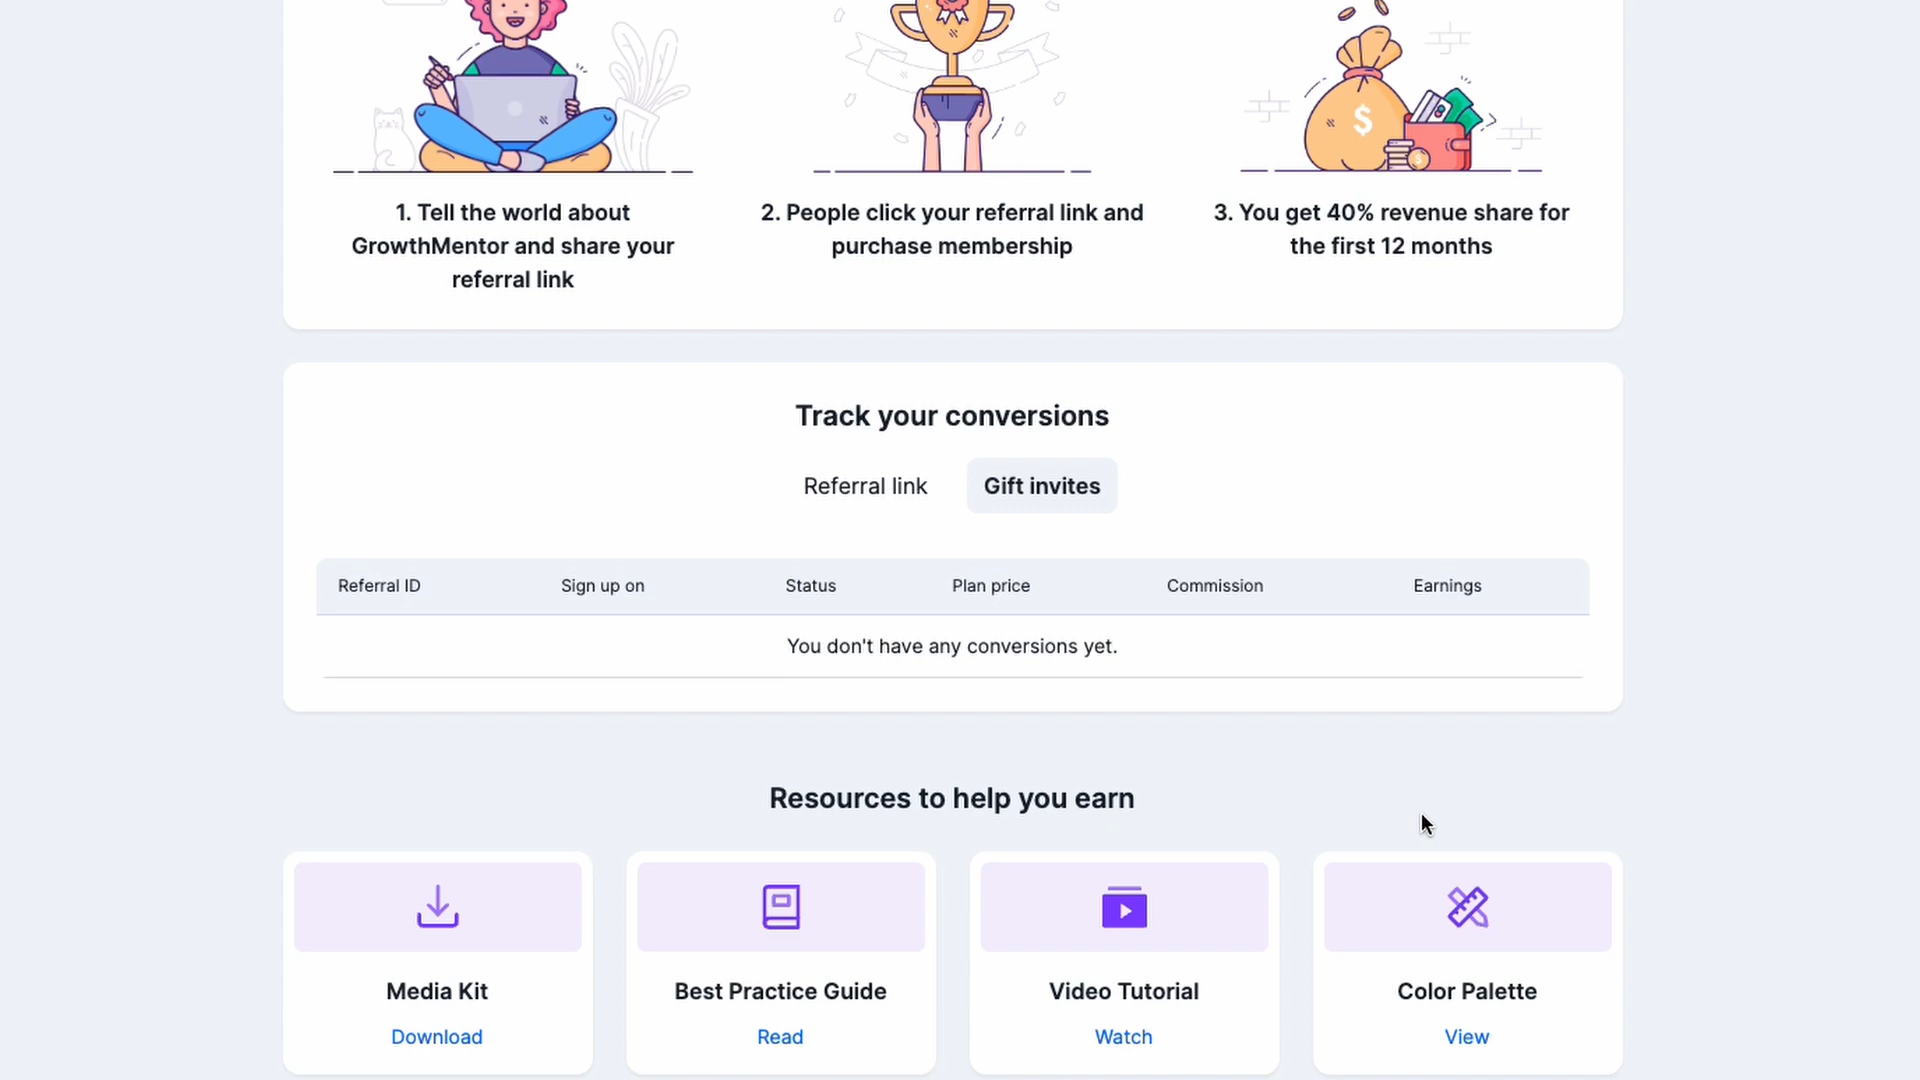 1. Tell the world about
GrowthMentor and share your
referral link
2. People click your referral link and
purchase membership
3. You get 40% revenue share for
the first 12 months
Track your conversions
Referral link
Gift invites
Referral ID
Sign up on
Status
Plan price
Commission
Earnings
You don't have any conversions yet.
Resources to help you earn
Media Kit
Download
Best Practice Guide
Read
Video Tutorial
Watch
Color Palette
View